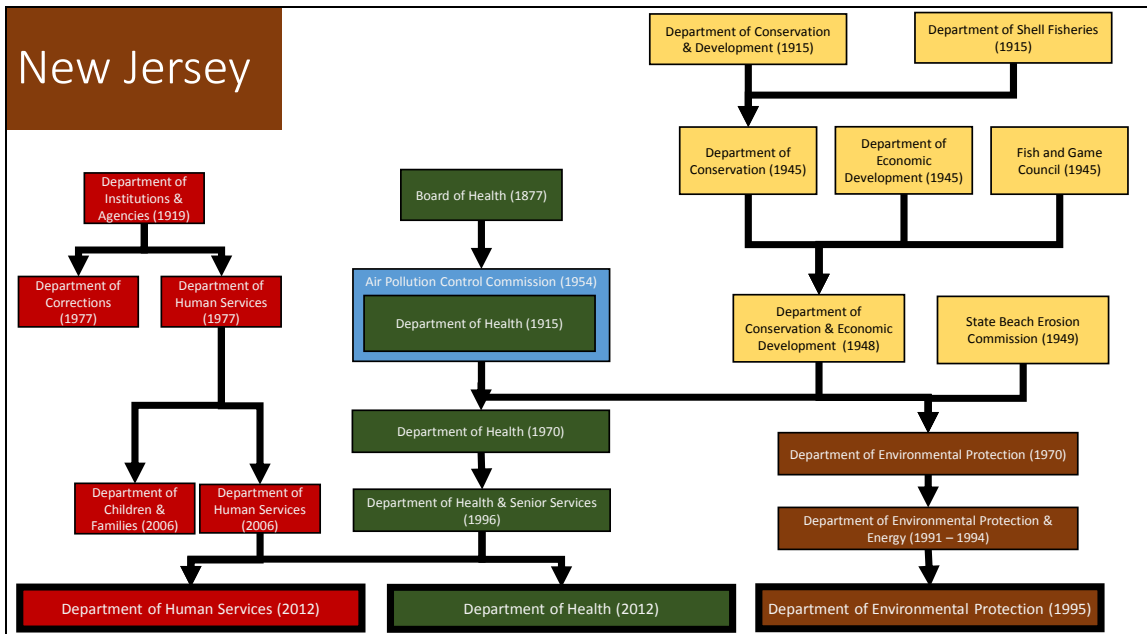 New Jersey
Department of Conservation
& Development (1915)
Department of Shell Fisheries
(1915)
Department of
Conservation
(1945)
Department of
Economic
Development (1945)
Fish and Game
Council (1945)
Department of
Institutions &
Agencies (1919)
Board of Health (1877)
Department of
Corrections
(1977)
Department of
Human Services
(1977)
Air Pollution Control Commission (1954)
Department of Health (1915)
Department of
Conservation & Economic
Development (1948)
State Beach Erosion
Commission (1949)
Department of Health (1970)
Department of Environmental Protection (1970)
Department of
Children &
Families (2006)
Department of
Human Services
(2006)
Department of Health & Senior Services
(1996)
Department of Environmental Protection &
Energy (1991 – 1994)
Department of Human Services (2012)
Department of Health (2012)
Department of Environmental Protection (1995)